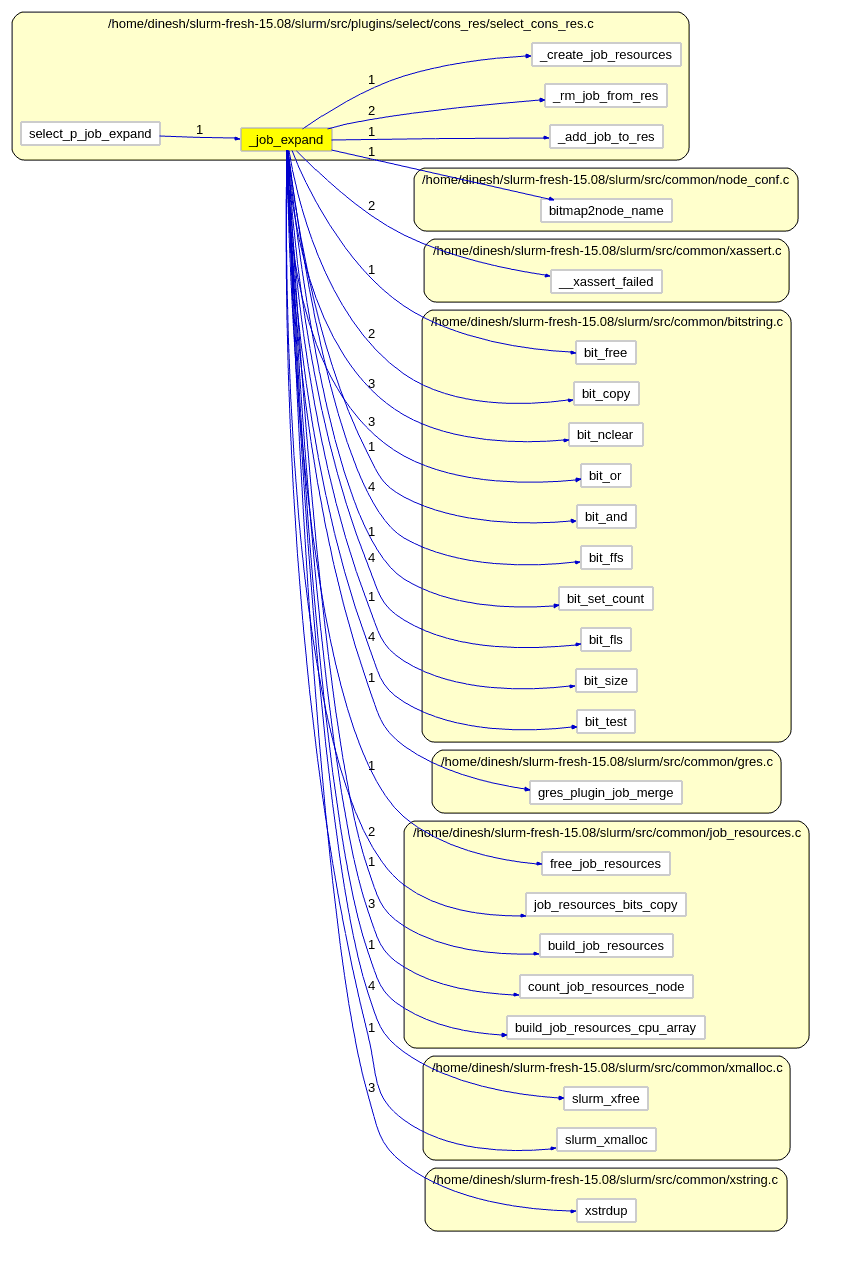 /home/dinesh/slurm-fresh-15.08/slurm/src/plugins/select/cons_res/select_cons_res.c
_create_job_resources
1
_rm_job_from_res
2
select_p_job_expand
1
_job_expand
1
_add_job_to_res
1
/home/dinesh/slurm-fresh-15.08/slurm/src/common/node_conf.c
2
bitmap2node_name
/home/dinesh/slurm-fresh-15.08/slurm/src/common/xassert.c
1
__xassert_failed
/home/dinesh/slurm-fresh-15.08/slurm/src/common/bitstring.c
2
bit_free
3
bit_copy
3
bit_nclear
1
bit_or
4
bit_and
1
4
bit_ffs
1
bit_set_count
4
bit_fls
1
bit_size
bit_test
/home/dinesh/slurm-fresh-15.08/slurm/src/common/gres.c
1
gres_plugin_job_merge
2
/home/dinesh/slurm-fresh-15.08/slurm/src/common/job_resources.c
1
free_job_resources
3
job_resources_bits_copy
1
build_job_resources
4
count_job_resources_node
1
build_job_resources_cpu_array
/home/dinesh/slurm-fresh-15.08/slurm/src/common/xmalloc.c
3
slurm_xfree
slurm_xmalloc
/home/dinesh/slurm-fresh-15.08/slurm/src/common/xstring.c
xstrdup